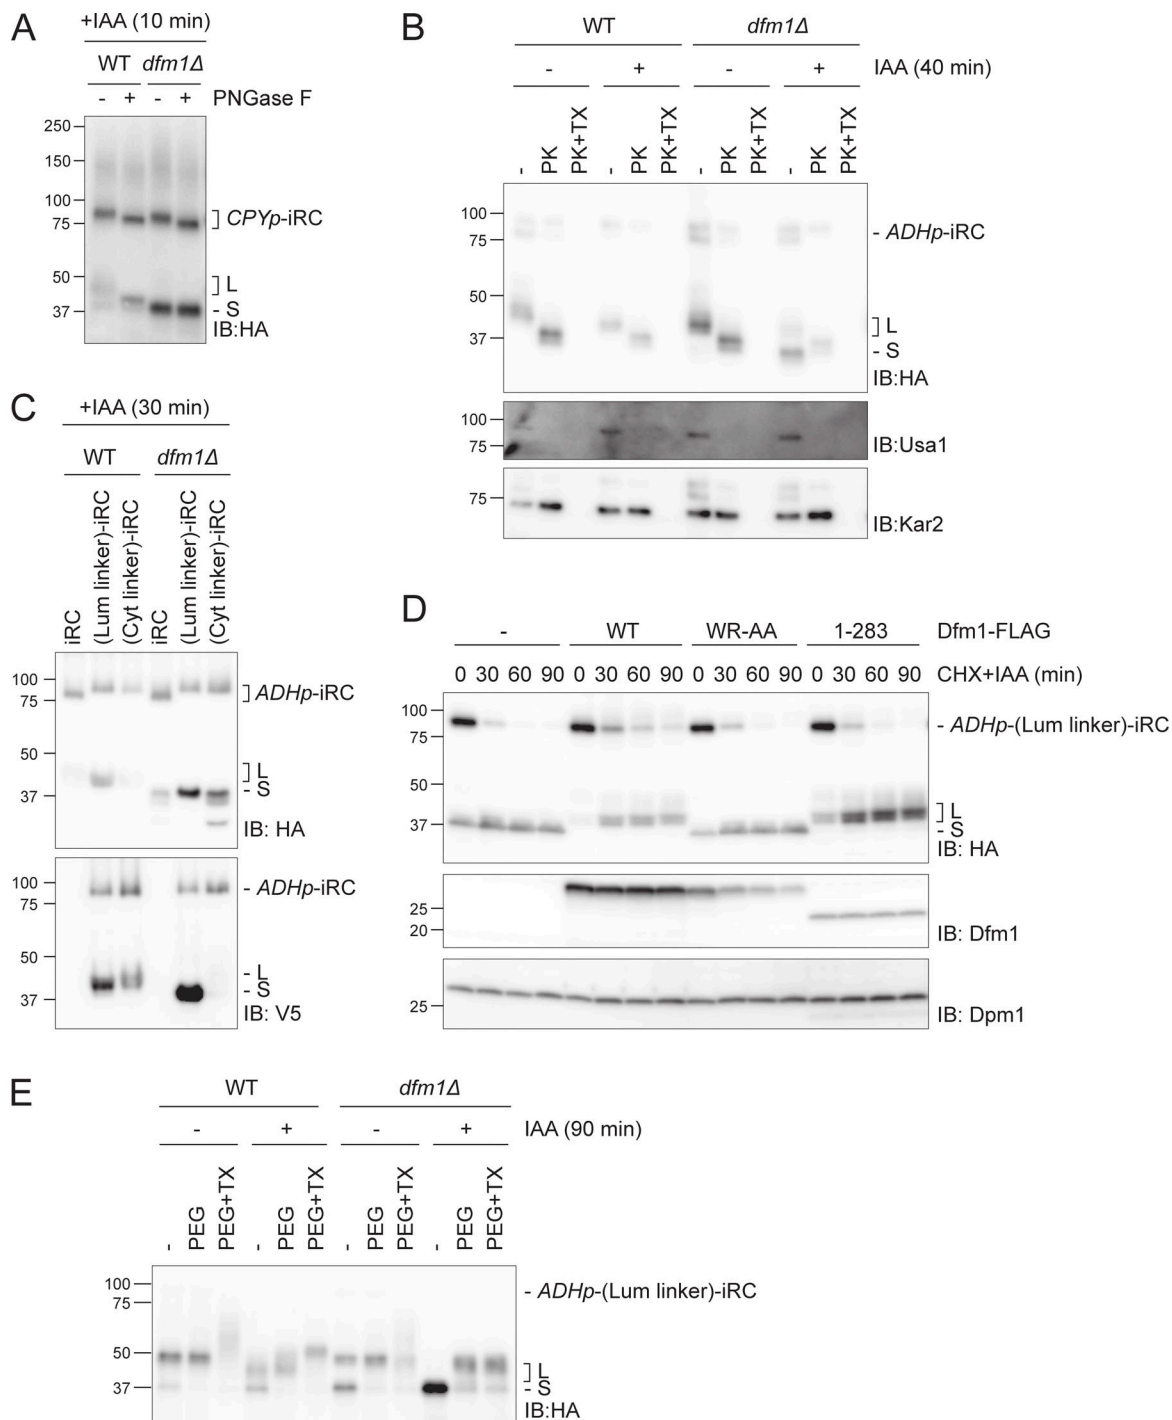 A
+IAA (10 min)
WT dfm1Δ
- + - + PNGase F
250
150
100
75
50
37
CPYp-iRC
L
- S
IB:HA
B
WT dfm1Δ
- + - + IAA (40 min)
- PK PK+TX - PK PK+TX - PK PK+TX - PK PK+TX
100
75
50
37
- ADHp-iRC
L
- S
IB:HA
100
75
IB:Usa1
75
IB:Kar2
C
+IAA (30 min)
WT dfm1Δ
iRC (Lum linker)-iRC (Cyt linker)-iRC iRC (Lum linker)-iRC (Cyt linker)-iRC
100
75
50
37
ADHp-iRC
L
- S
IB: HA
100
75
50
37
- ADHp-iRC
- L
- S
IB: V5
D
- WT WR-AA 1-283 Dfm1-FLAG
0 30 60 90 0 30 60 90 0 30 60 90 0 30 60 90 CHX+IAA (min)
100
75
50
37
- ADHp-(Lum linker)-iRC
L
- S
IB: HA
25
20
IB: Dfm1
25
IB: Dpm1
E
WT dfm1Δ
- + - + IAA (90 min)
- PEG PEG+TX - PEG PEG+TX - PEG PEG+TX - PEG PEG+TX
100
75
50
37
- ADHp-(Lum linker)-iRC
L
- S
IB:HA